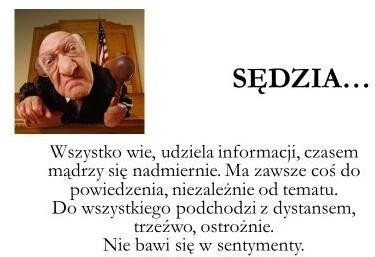 SĘDZIA…
Wszystko wie, udziela informacji, czasem
mądrzy się nadmiernie. Ma zawsze coś do
powiedzenia, niezależnie od tematu.
Do wszystkiego podchodzi z dystansem,
trzeźwo, ostrożnie.
Nie bawi się w sentymenty.